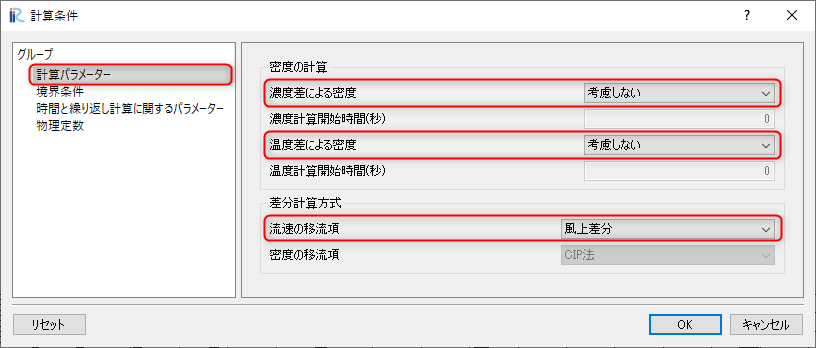 iRIC
計算条件
?
グループ
計算パラメーター
境界条件
時間と繰り返し計算に関するパラメーター
物理定数
密度の計算
濃度差による密度 考慮しない
濃度計算開始時間(秒) 0
温度差による密度 考慮しない
温度計算開始時間(秒) 0
差分計算方式
流速の移流項 風上差分
密度の移流項 CIP法
リセット OK キャンセル